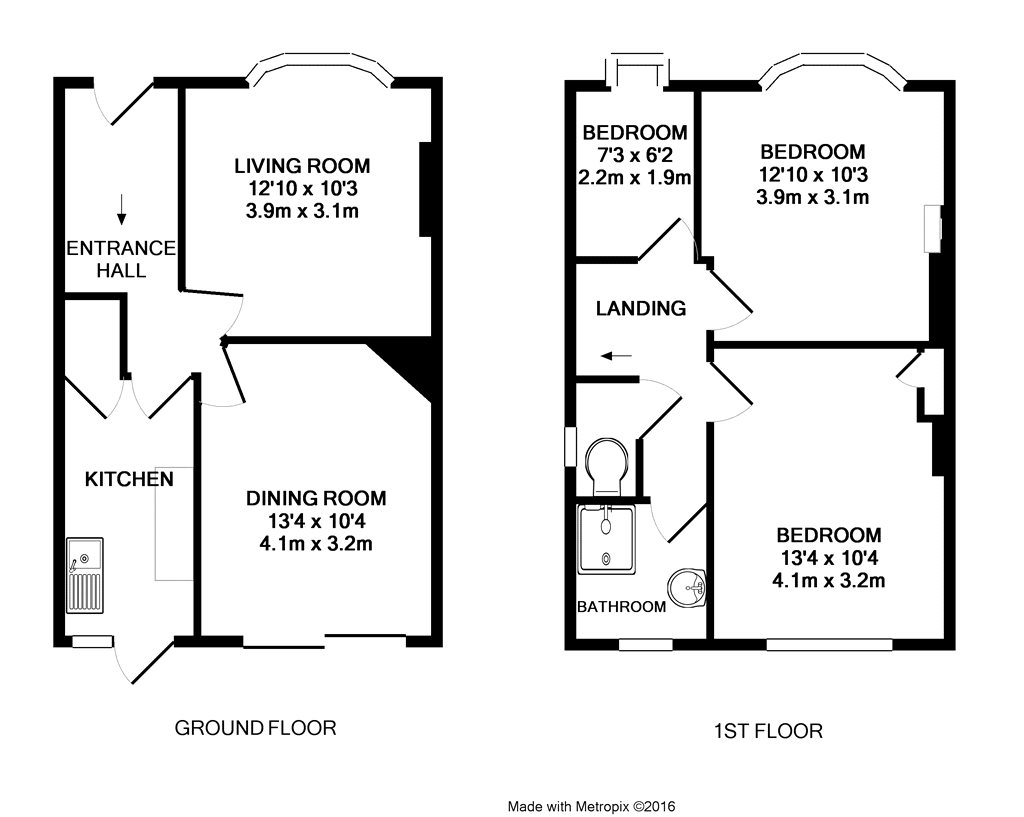 LIVING ROOM
12'10 x 10'3
3.9m x 3.1m
ENTRANCE
HALL
KITCHEN
DINING ROOM
13'4 x 10'4
4.1m x 3.2m
GROUND FLOOR
BEDROOM
7'3 x 6'2
2.2m x 1.9m
BEDROOM
12'10 x 10'3
3.9m x 3.1m
LANDING
BEDROOM
13'4 x 10'4
4.1m x 3.2m
BATHROOM
1ST FLOOR
Made with Metropix ©2016